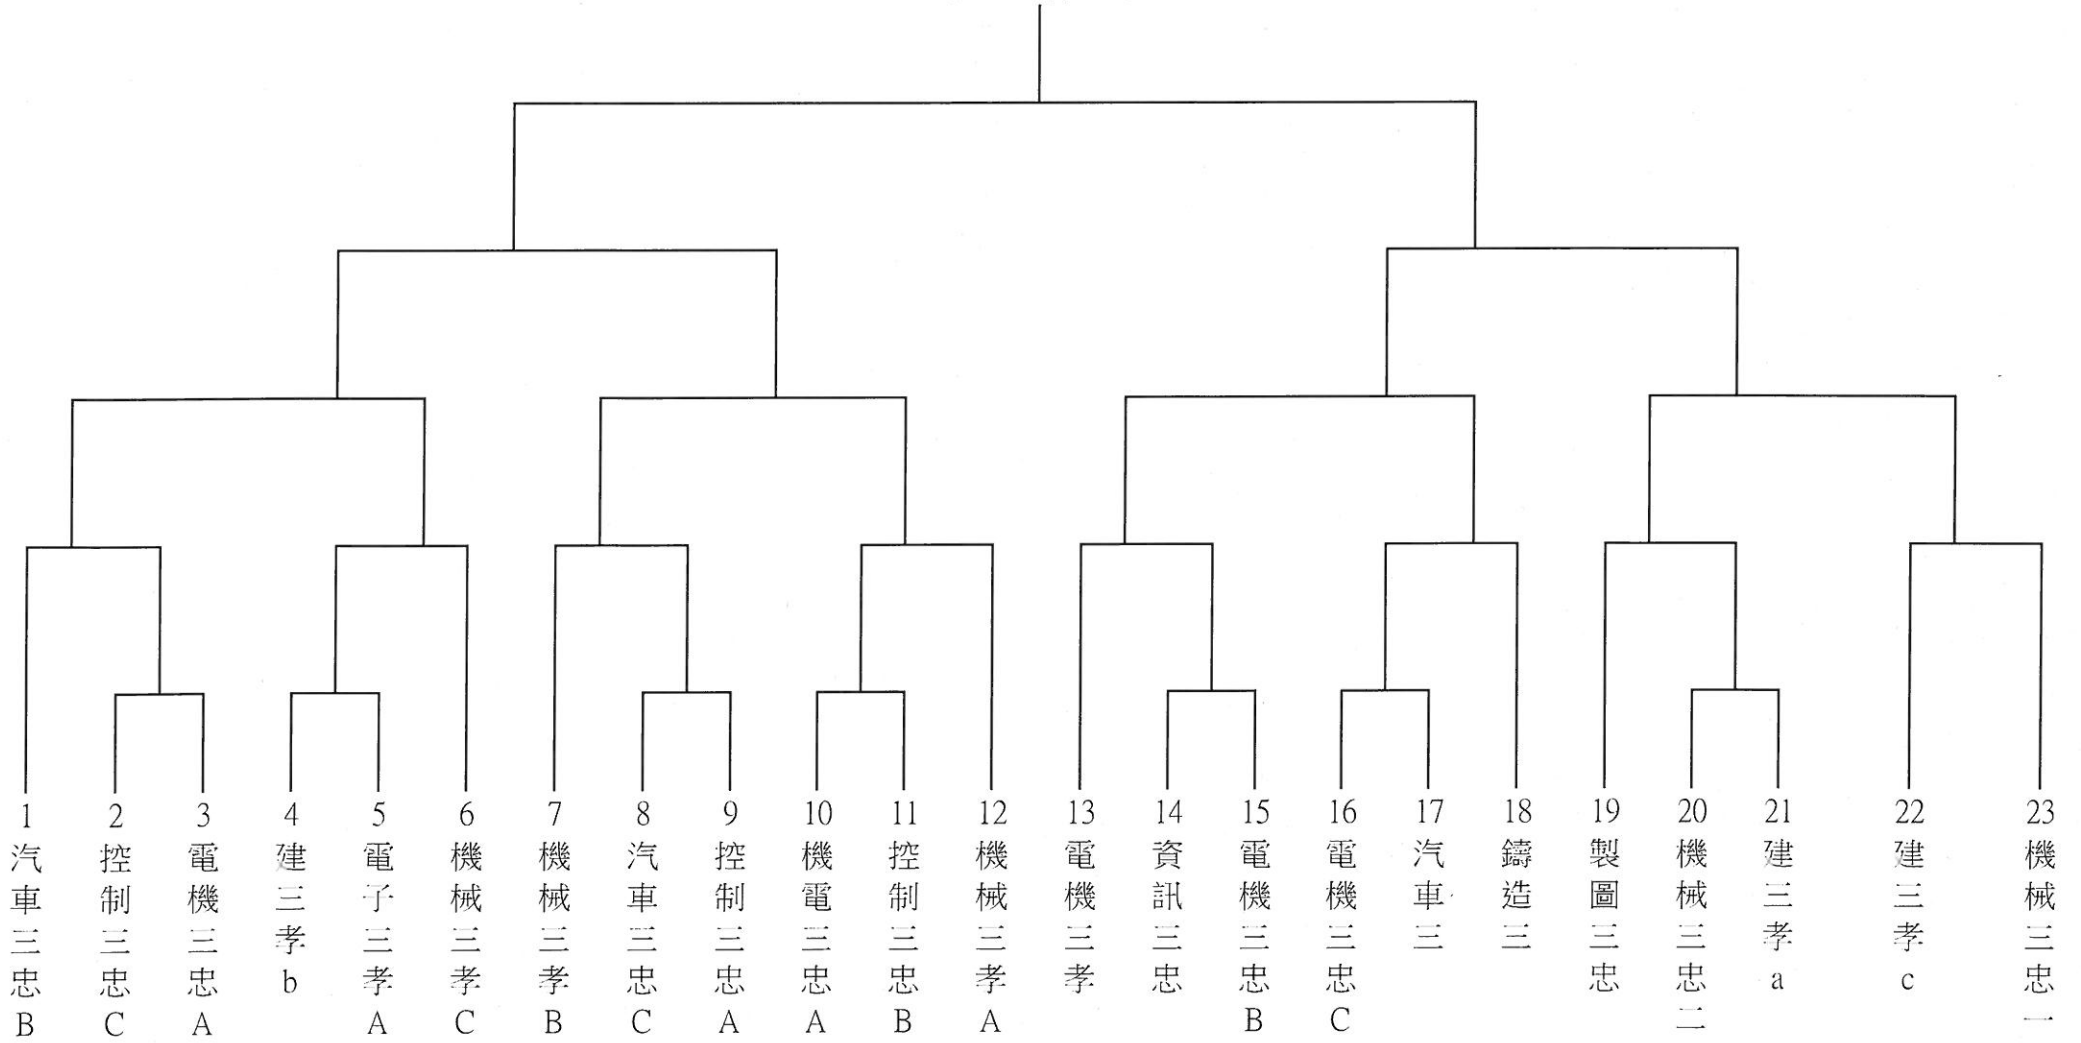 1 汽車三忠B
2 控制三忠C
3 電機三忠A
4 建三孝b
5 電子三孝A
6 機械三孝C
7 機械三孝B
8 汽車三忠C
9 控制三忠A
10 機電三忠A
11 控制三忠B
12 機械三孝A
13 電機三孝
14 資訊三忠
15 電機三忠B
16 電機三忠C
17 汽車三
18 鑄造三
19 製圖三忠
20 機械三忠二
21 建三孝a
22 建三孝c
23 機械三忠一